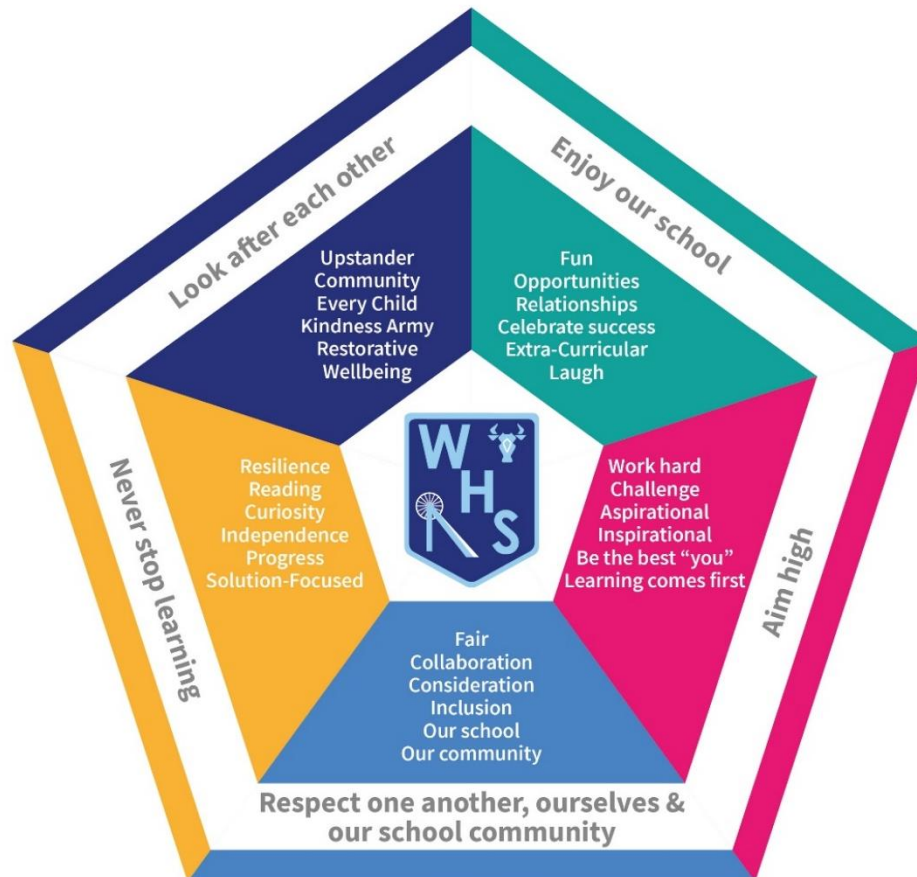 Look after each other
Upstander
Community
Every Child
Kindness Army
Restorative
Wellbeing
Enjoy our school
Fun
Opportunities
Relationships
Celebrate success
Extra-Curricular
Laugh
Never stop learning
Resilience
Reading
Curiosity
Independence
Progress
Solution-Focused
W
H
S
Aim high
Work hard
Challenge
Aspirational
Inspirational
Be the best “you”
Learning comes first
Fair
Collaboration
Consideration
Inclusion
Our school
Our community
Respect one another, ourselves &
our school community